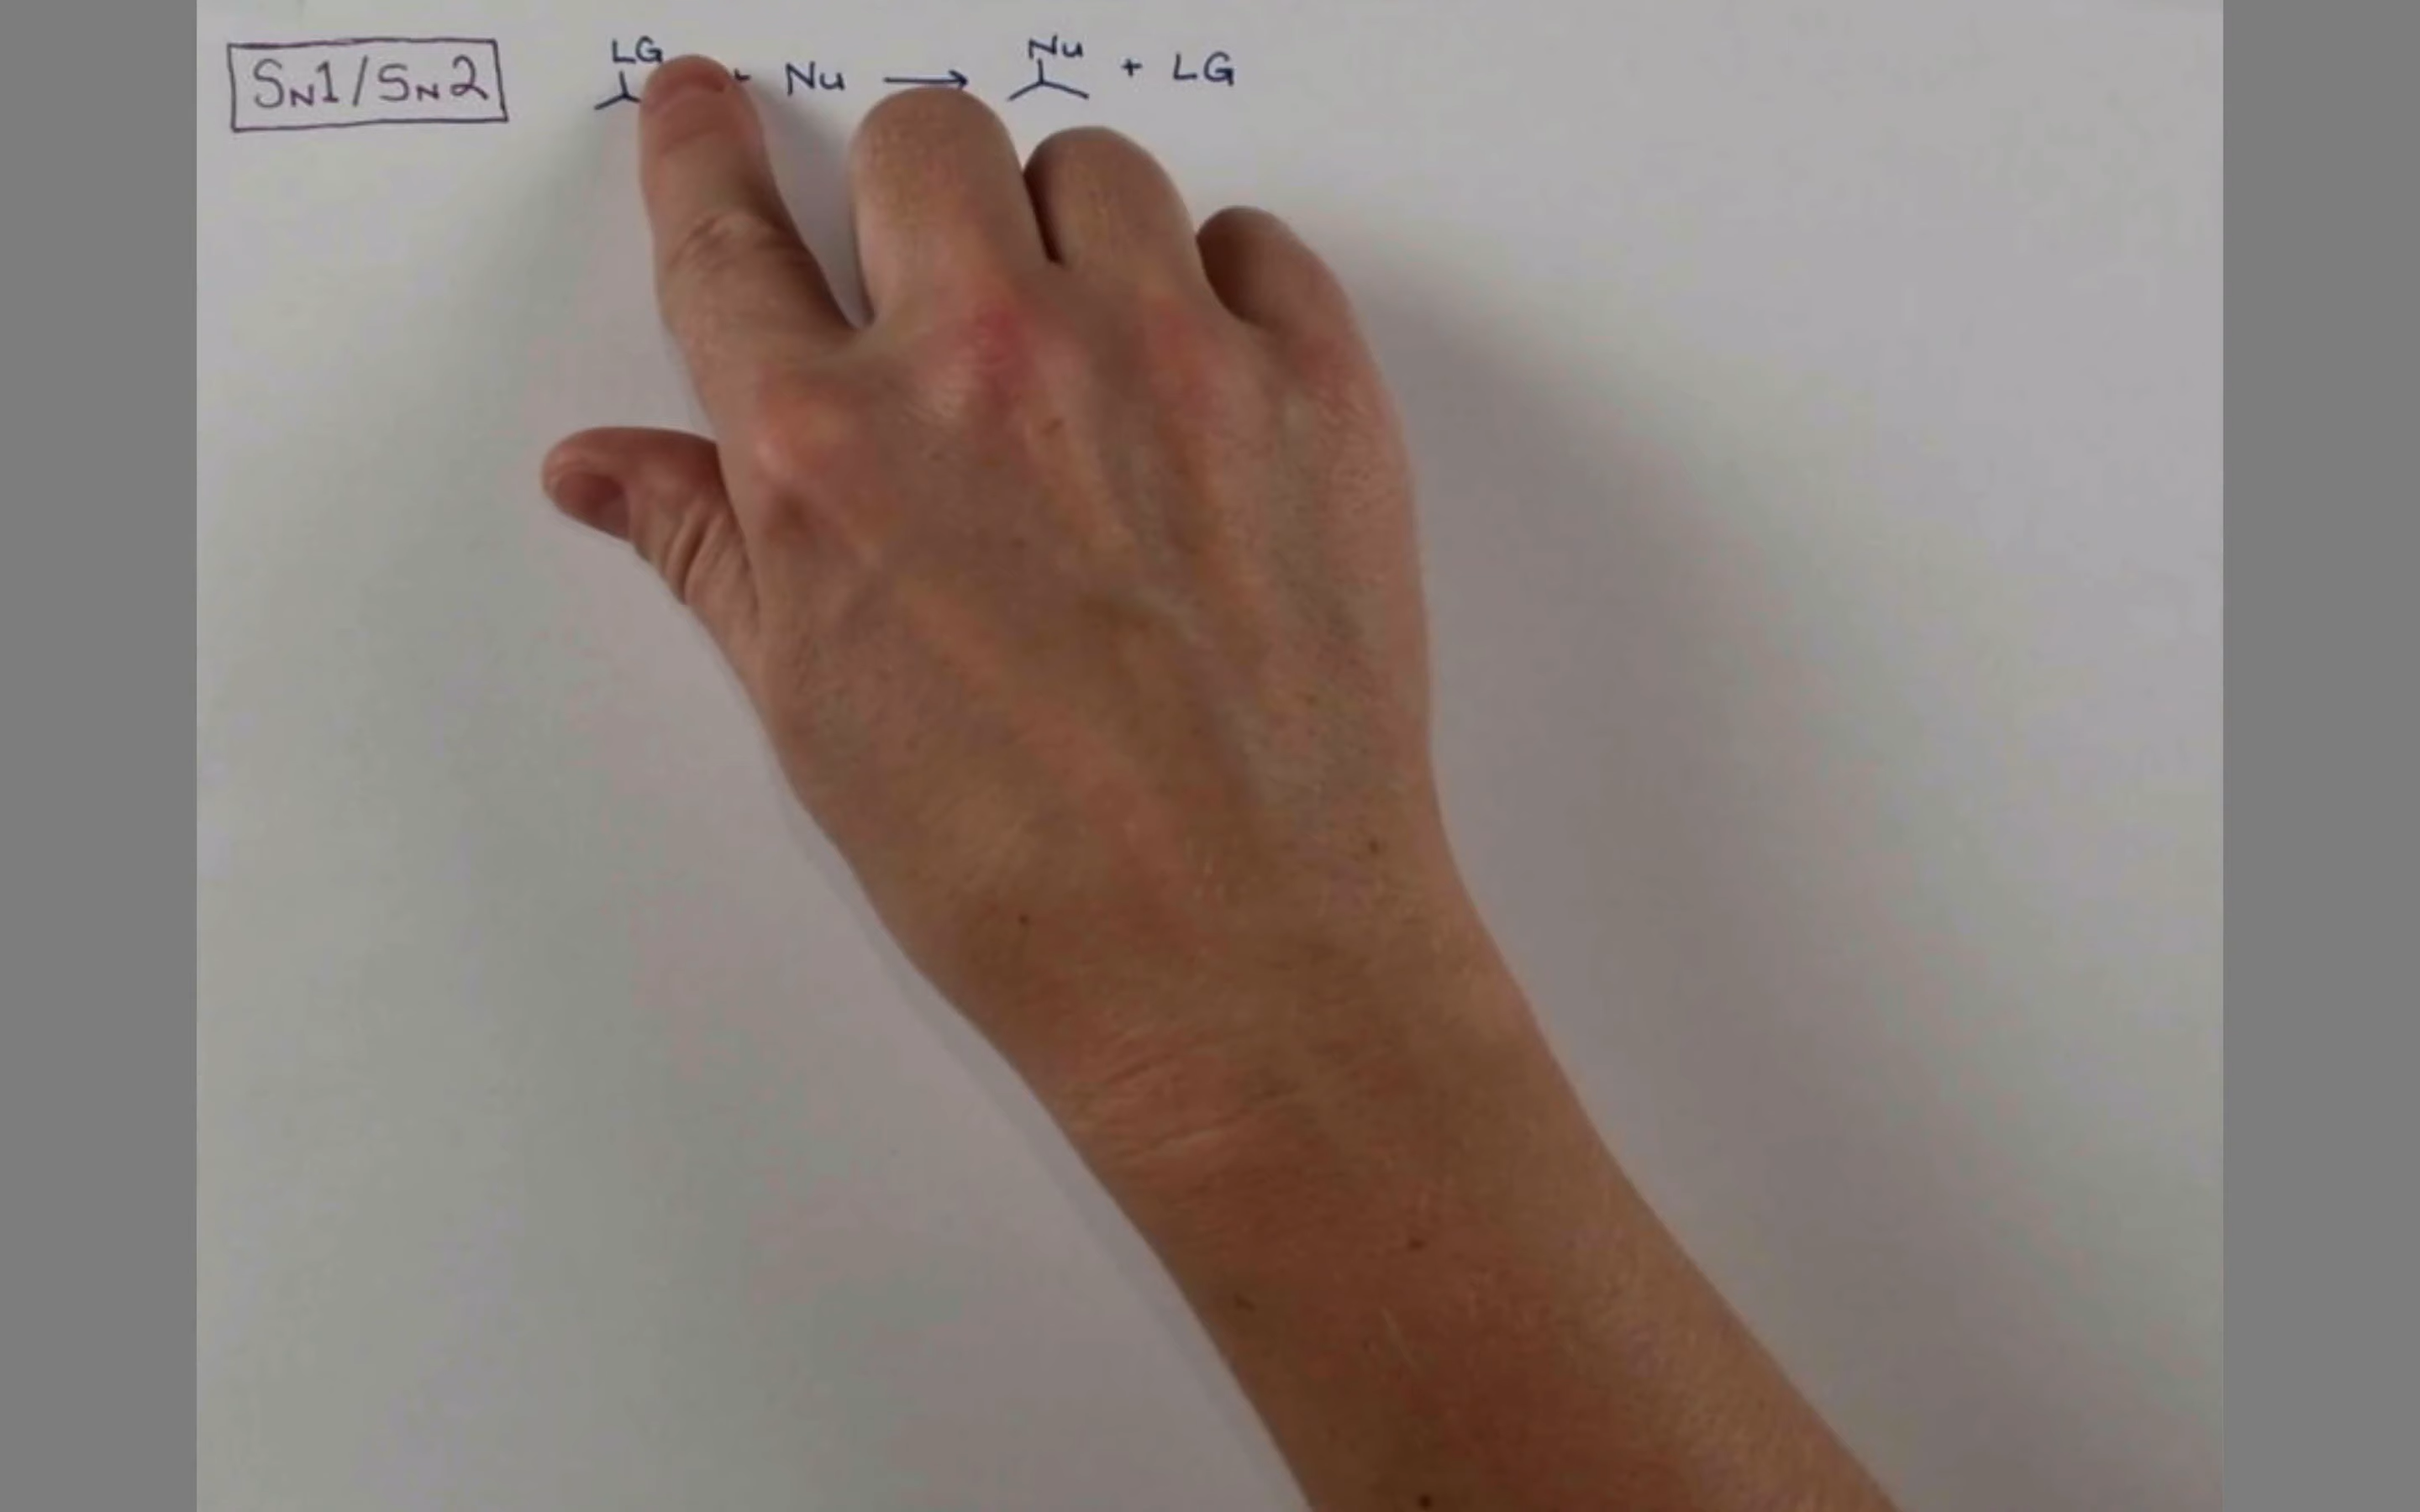 SN1/SN2 LG + Nu → Nu + LG